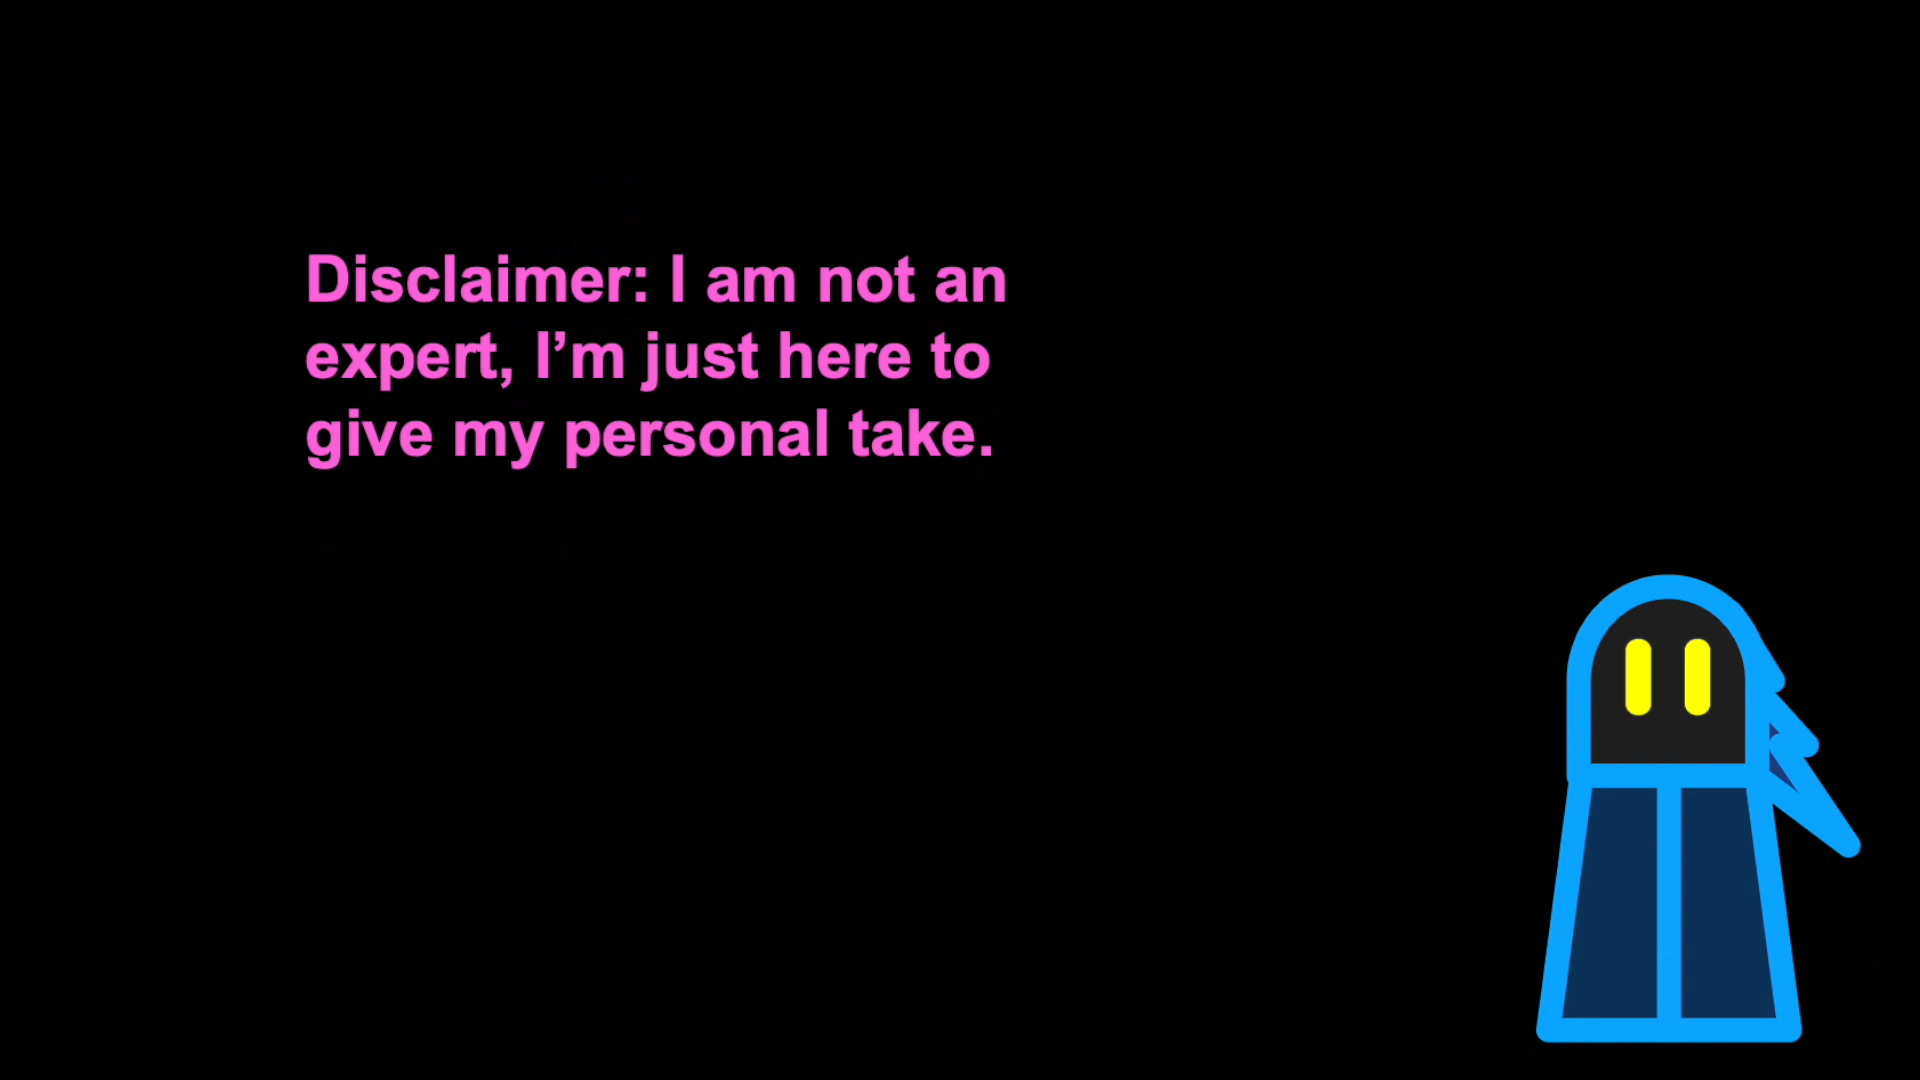 Disclaimer: I am not an
expert, I’m just here to
give my personal take.